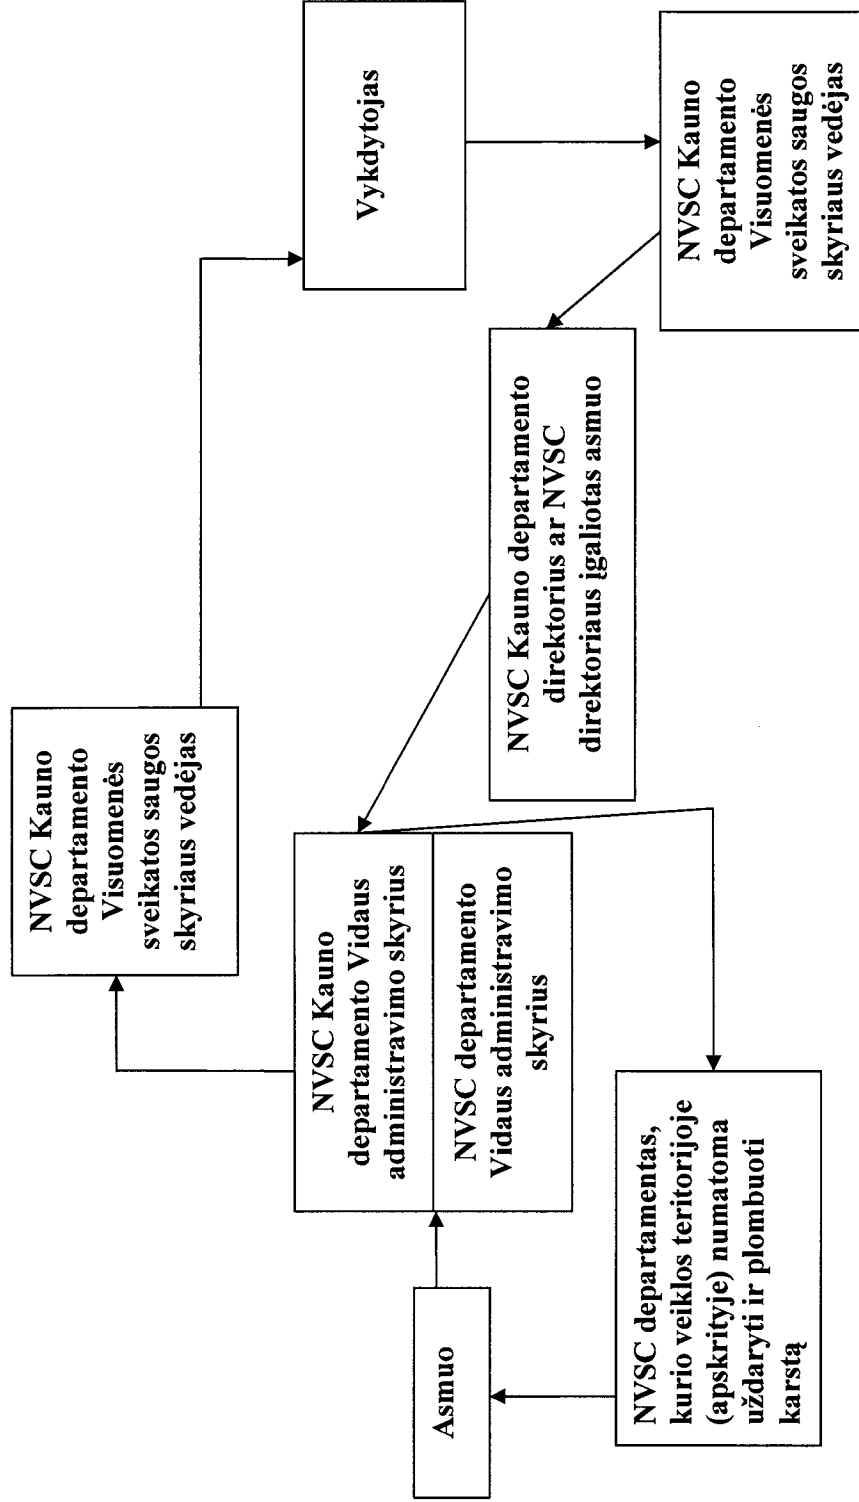 Asmuo
NVSC Kauno
departamento Vidaus
administravimo skyrius
NVSC departamento
Vidaus administravimo
skyrius
NVSC Kauno
departamento
Visuomenės
sveikatos saugos
skyriaus vedėjas
Vykdytojas
NVSC Kauno
departamento
Visuomenės
sveikatos saugos
skyriaus vedėjas
NVSC Kauno departamento
direktorius ar NVSC
direktoriaus įgaliotas asmuo
NVSC departamentas,
kurio veiklos teritorijoje
(apskrityje) numatoma
uždaryti ir plombuoti
karstą